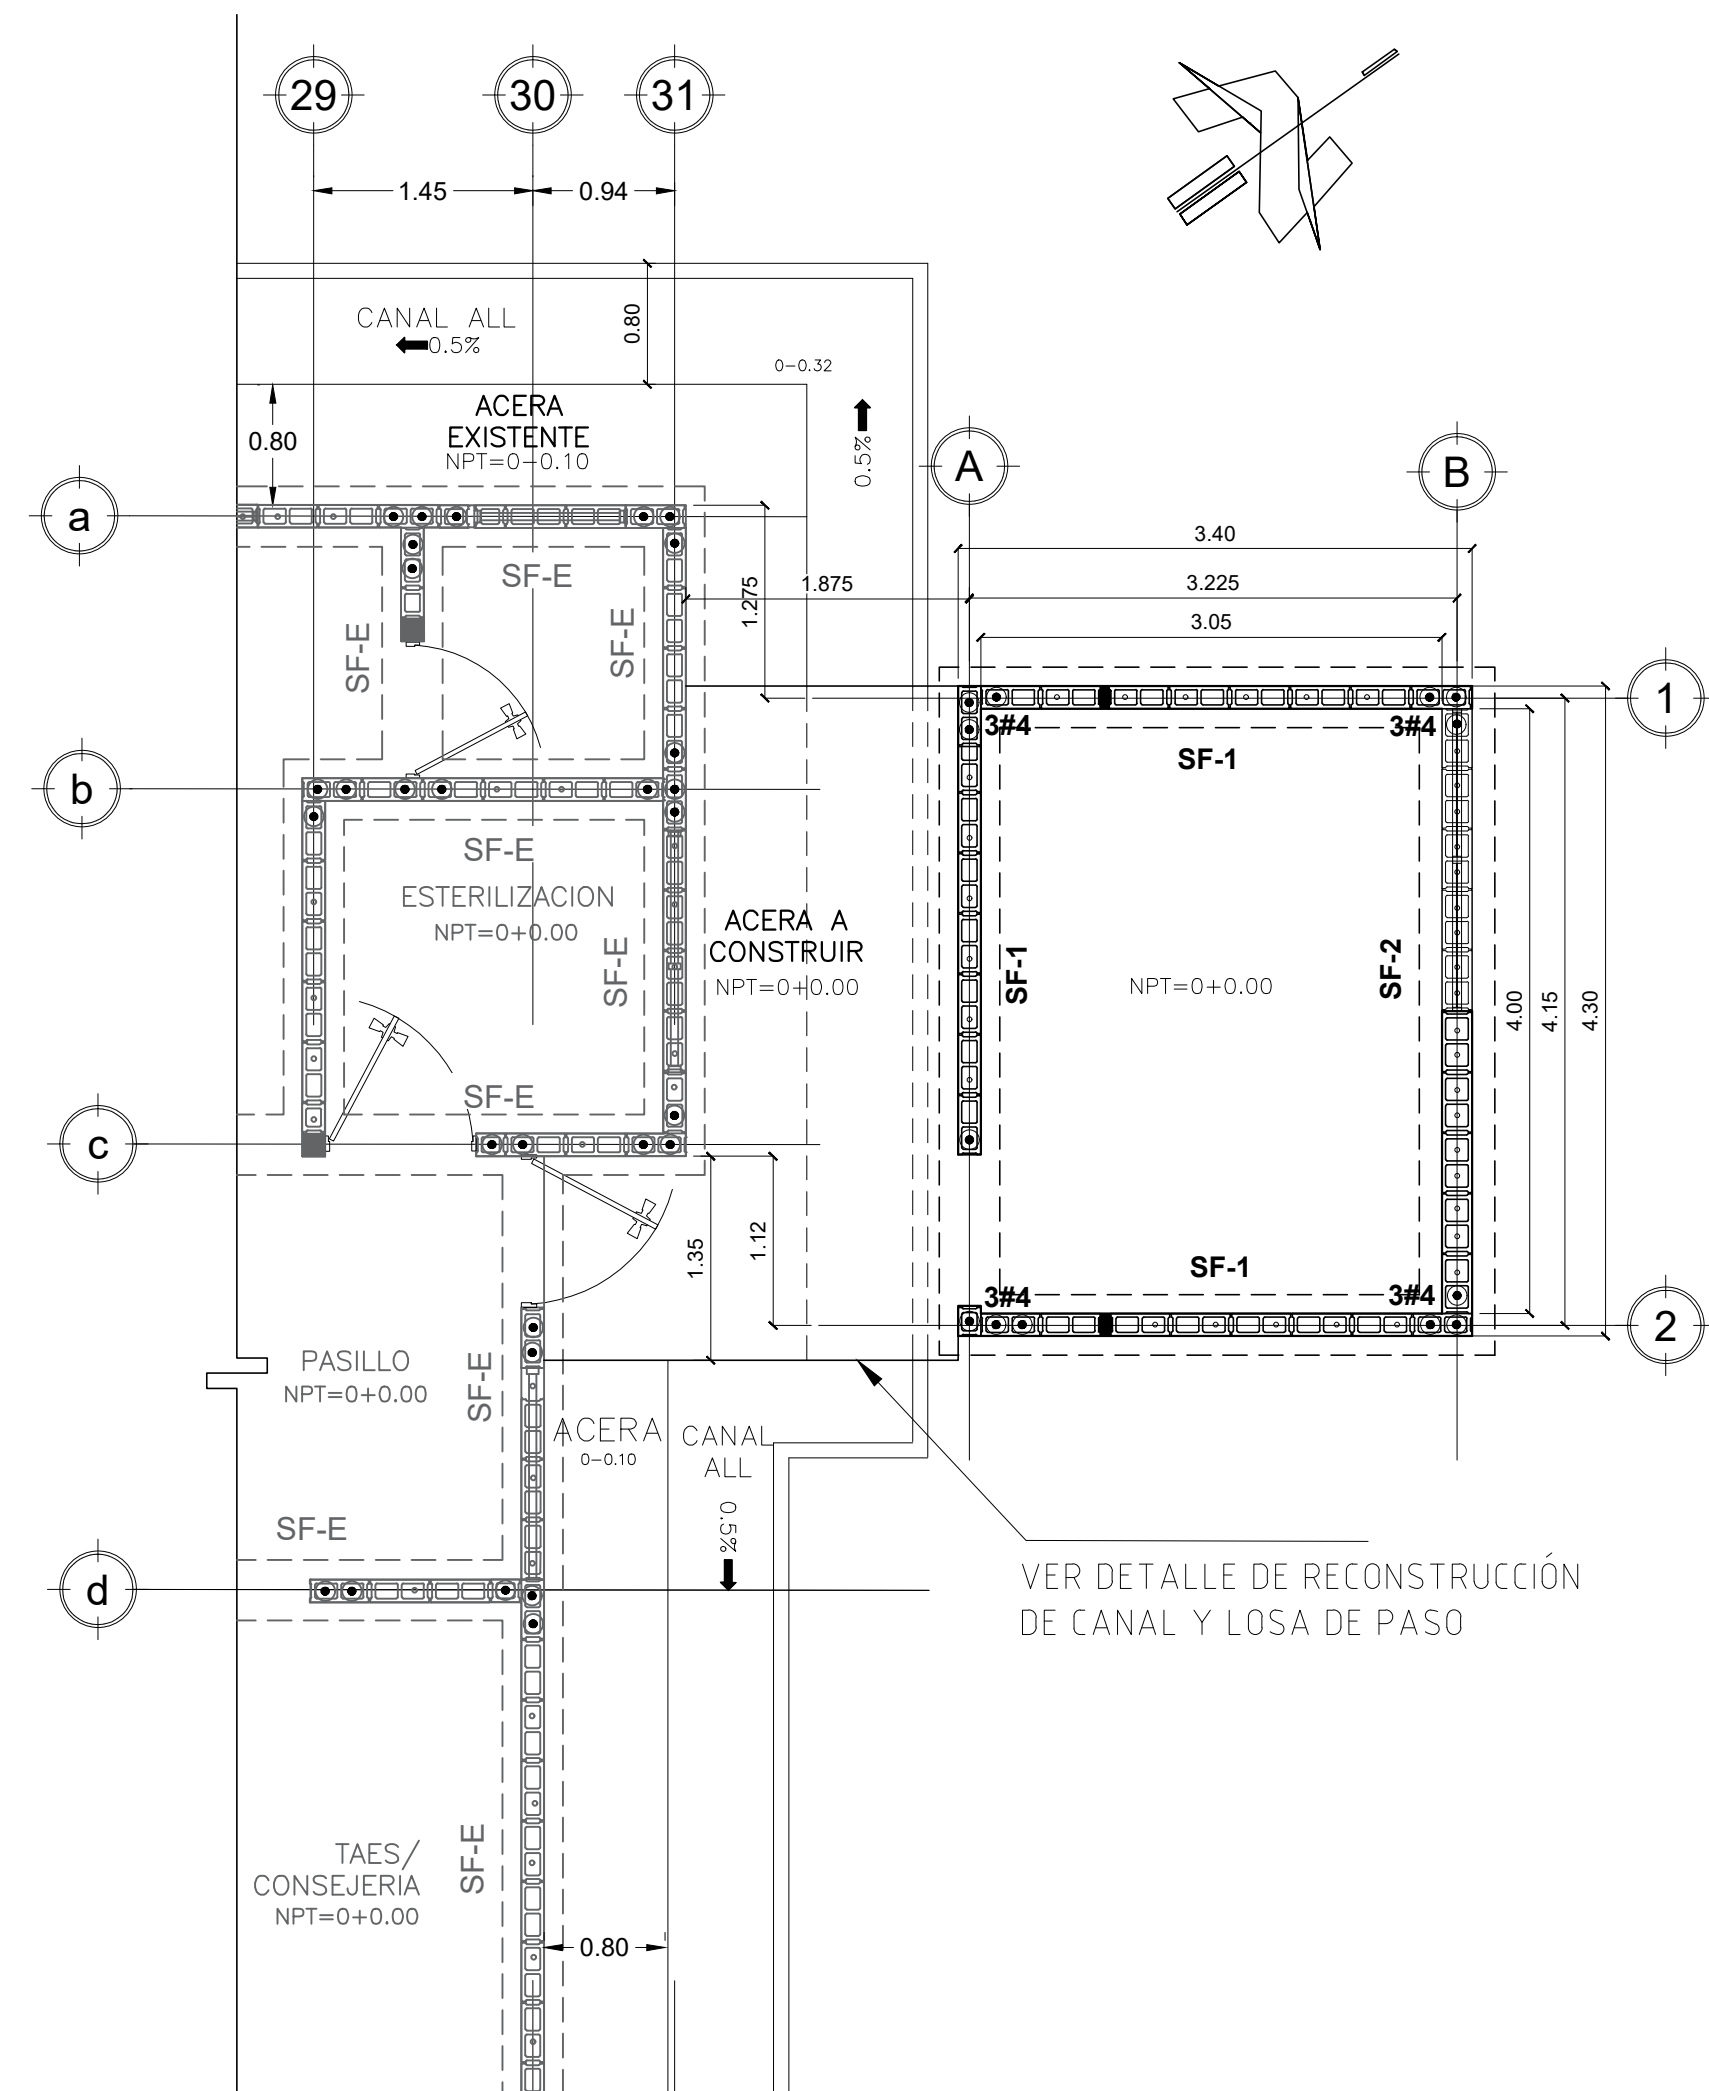 29
30
31
1.45
0.94
CANAL ALL
0.5%
0.80
0-0.32
0.5%
0.80
ACERA
EXISTENTE
NPT=0-0.10
A
B
a
3.40
1.875
3.225
1.275
3.05
SF-E
SF-E
SF-E
1
3#4
3#4
SF-1
b
SF-E
ESTERILIZACION
NPT=0+0.00
SF-E
ACERA A
CONSTRUIR
NPT=0+0.00
SF-1
NPT=0+0.00
SF-2
4.00
4.15
4.30
SF-E
c
1.35
1.12
SF-1
3#4
3#4
2
PASILLO
NPT=0+0.00
SF-E
ACERA
0-0.10
CANAL
ALL
0.5%
SF-E
d
VER DETALLE DE RECONSTRUCCIÓN
DE CANAL Y LOSA DE PASO
TAES/
CONSEJERIA
NPT=0+0.00
SF-E
0.80